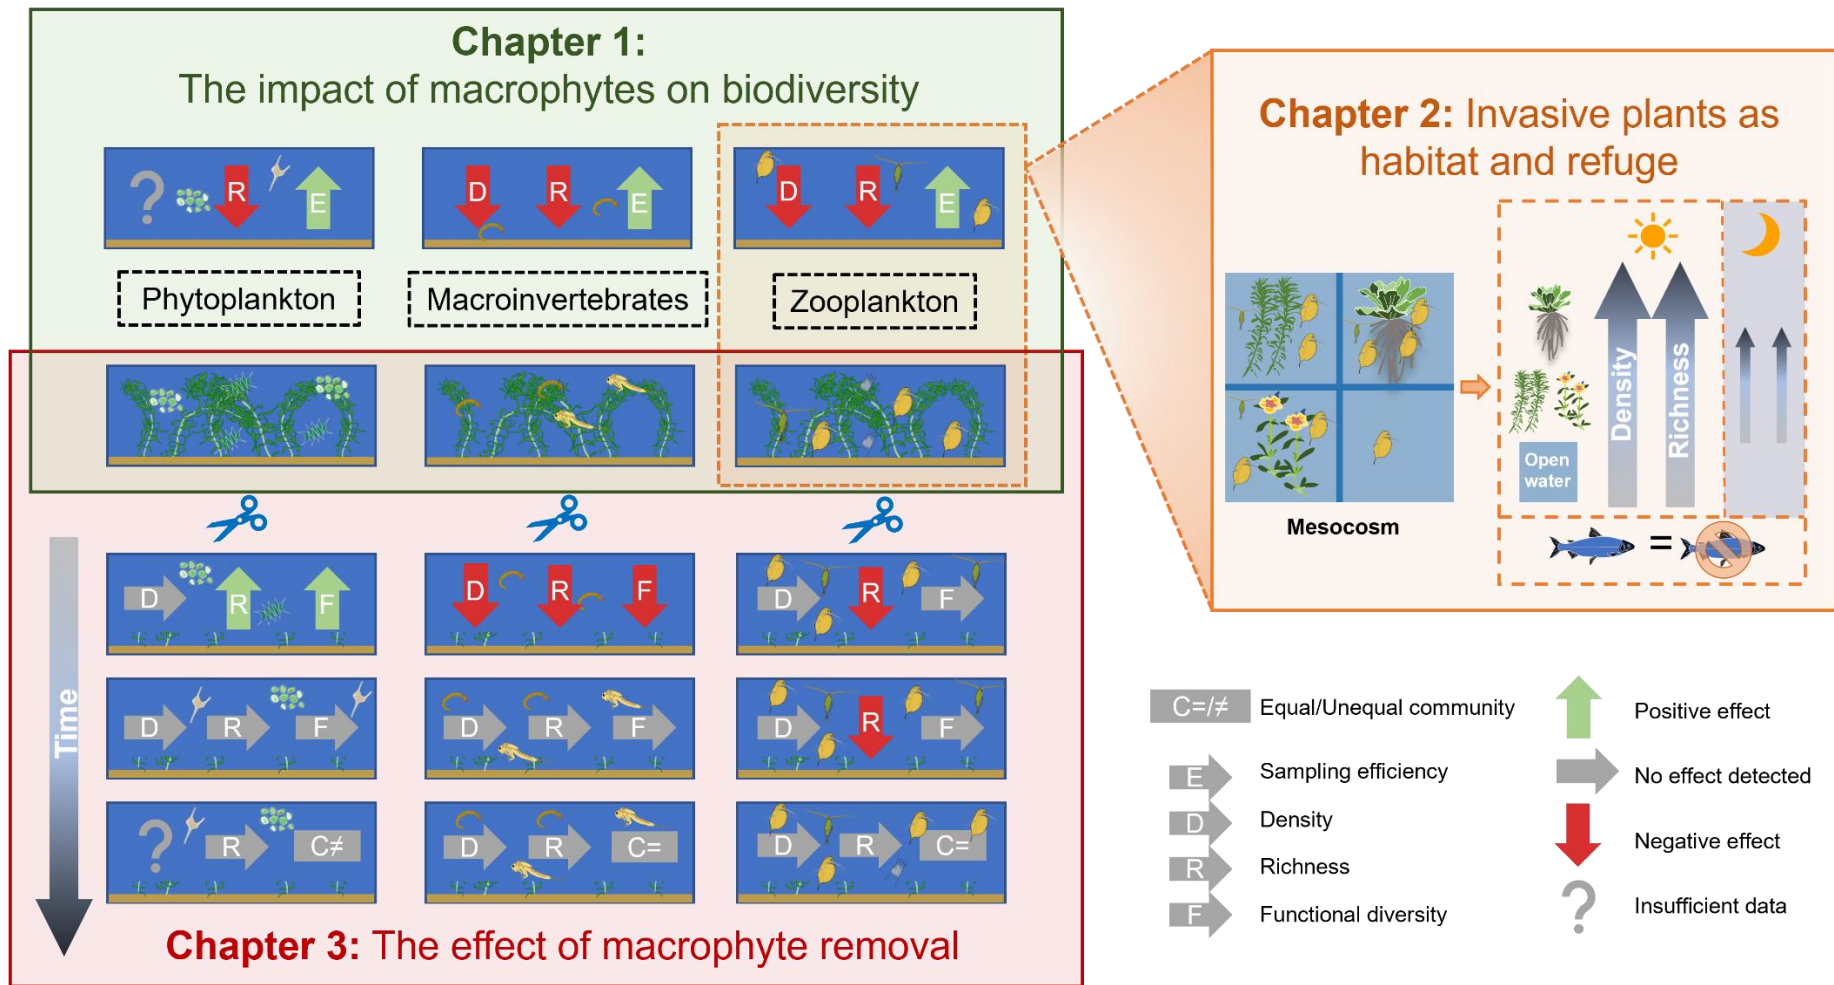 Chapter 1:
The impact of macrophytes on biodiversity
? R E
D R E
D R E
Phytoplankton
Macroinvertebrates
Zooplankton
Chapter 2: Invasive plants as
habitat and refuge
Mesocosm
Open
water
Density
Richness
=
Time
D R F
D R F
D R F
D R F
D R F
D R F
? R C≠
D R C=
D R C=
Chapter 3: The effect of macrophyte removal
C=/≠ Equal/Unequal community
E Sampling efficiency
D Density
R Richness
F Functional diversity
Positive effect
No effect detected
Negative effect
? Insufficient data